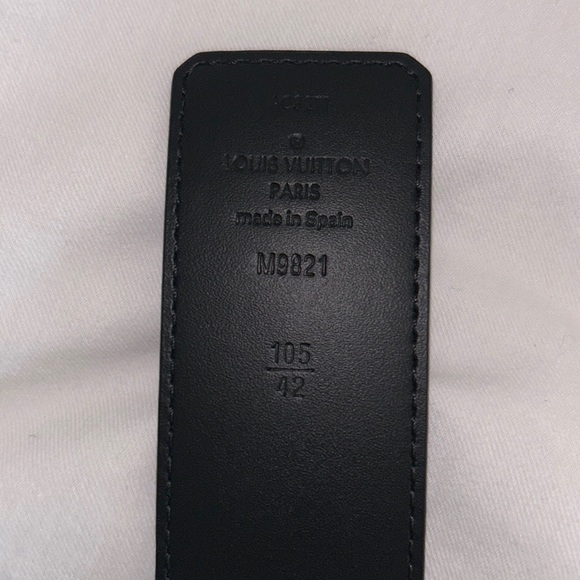 LOUIS VUITTON
PARIS
made in Spain
M9821
105
42